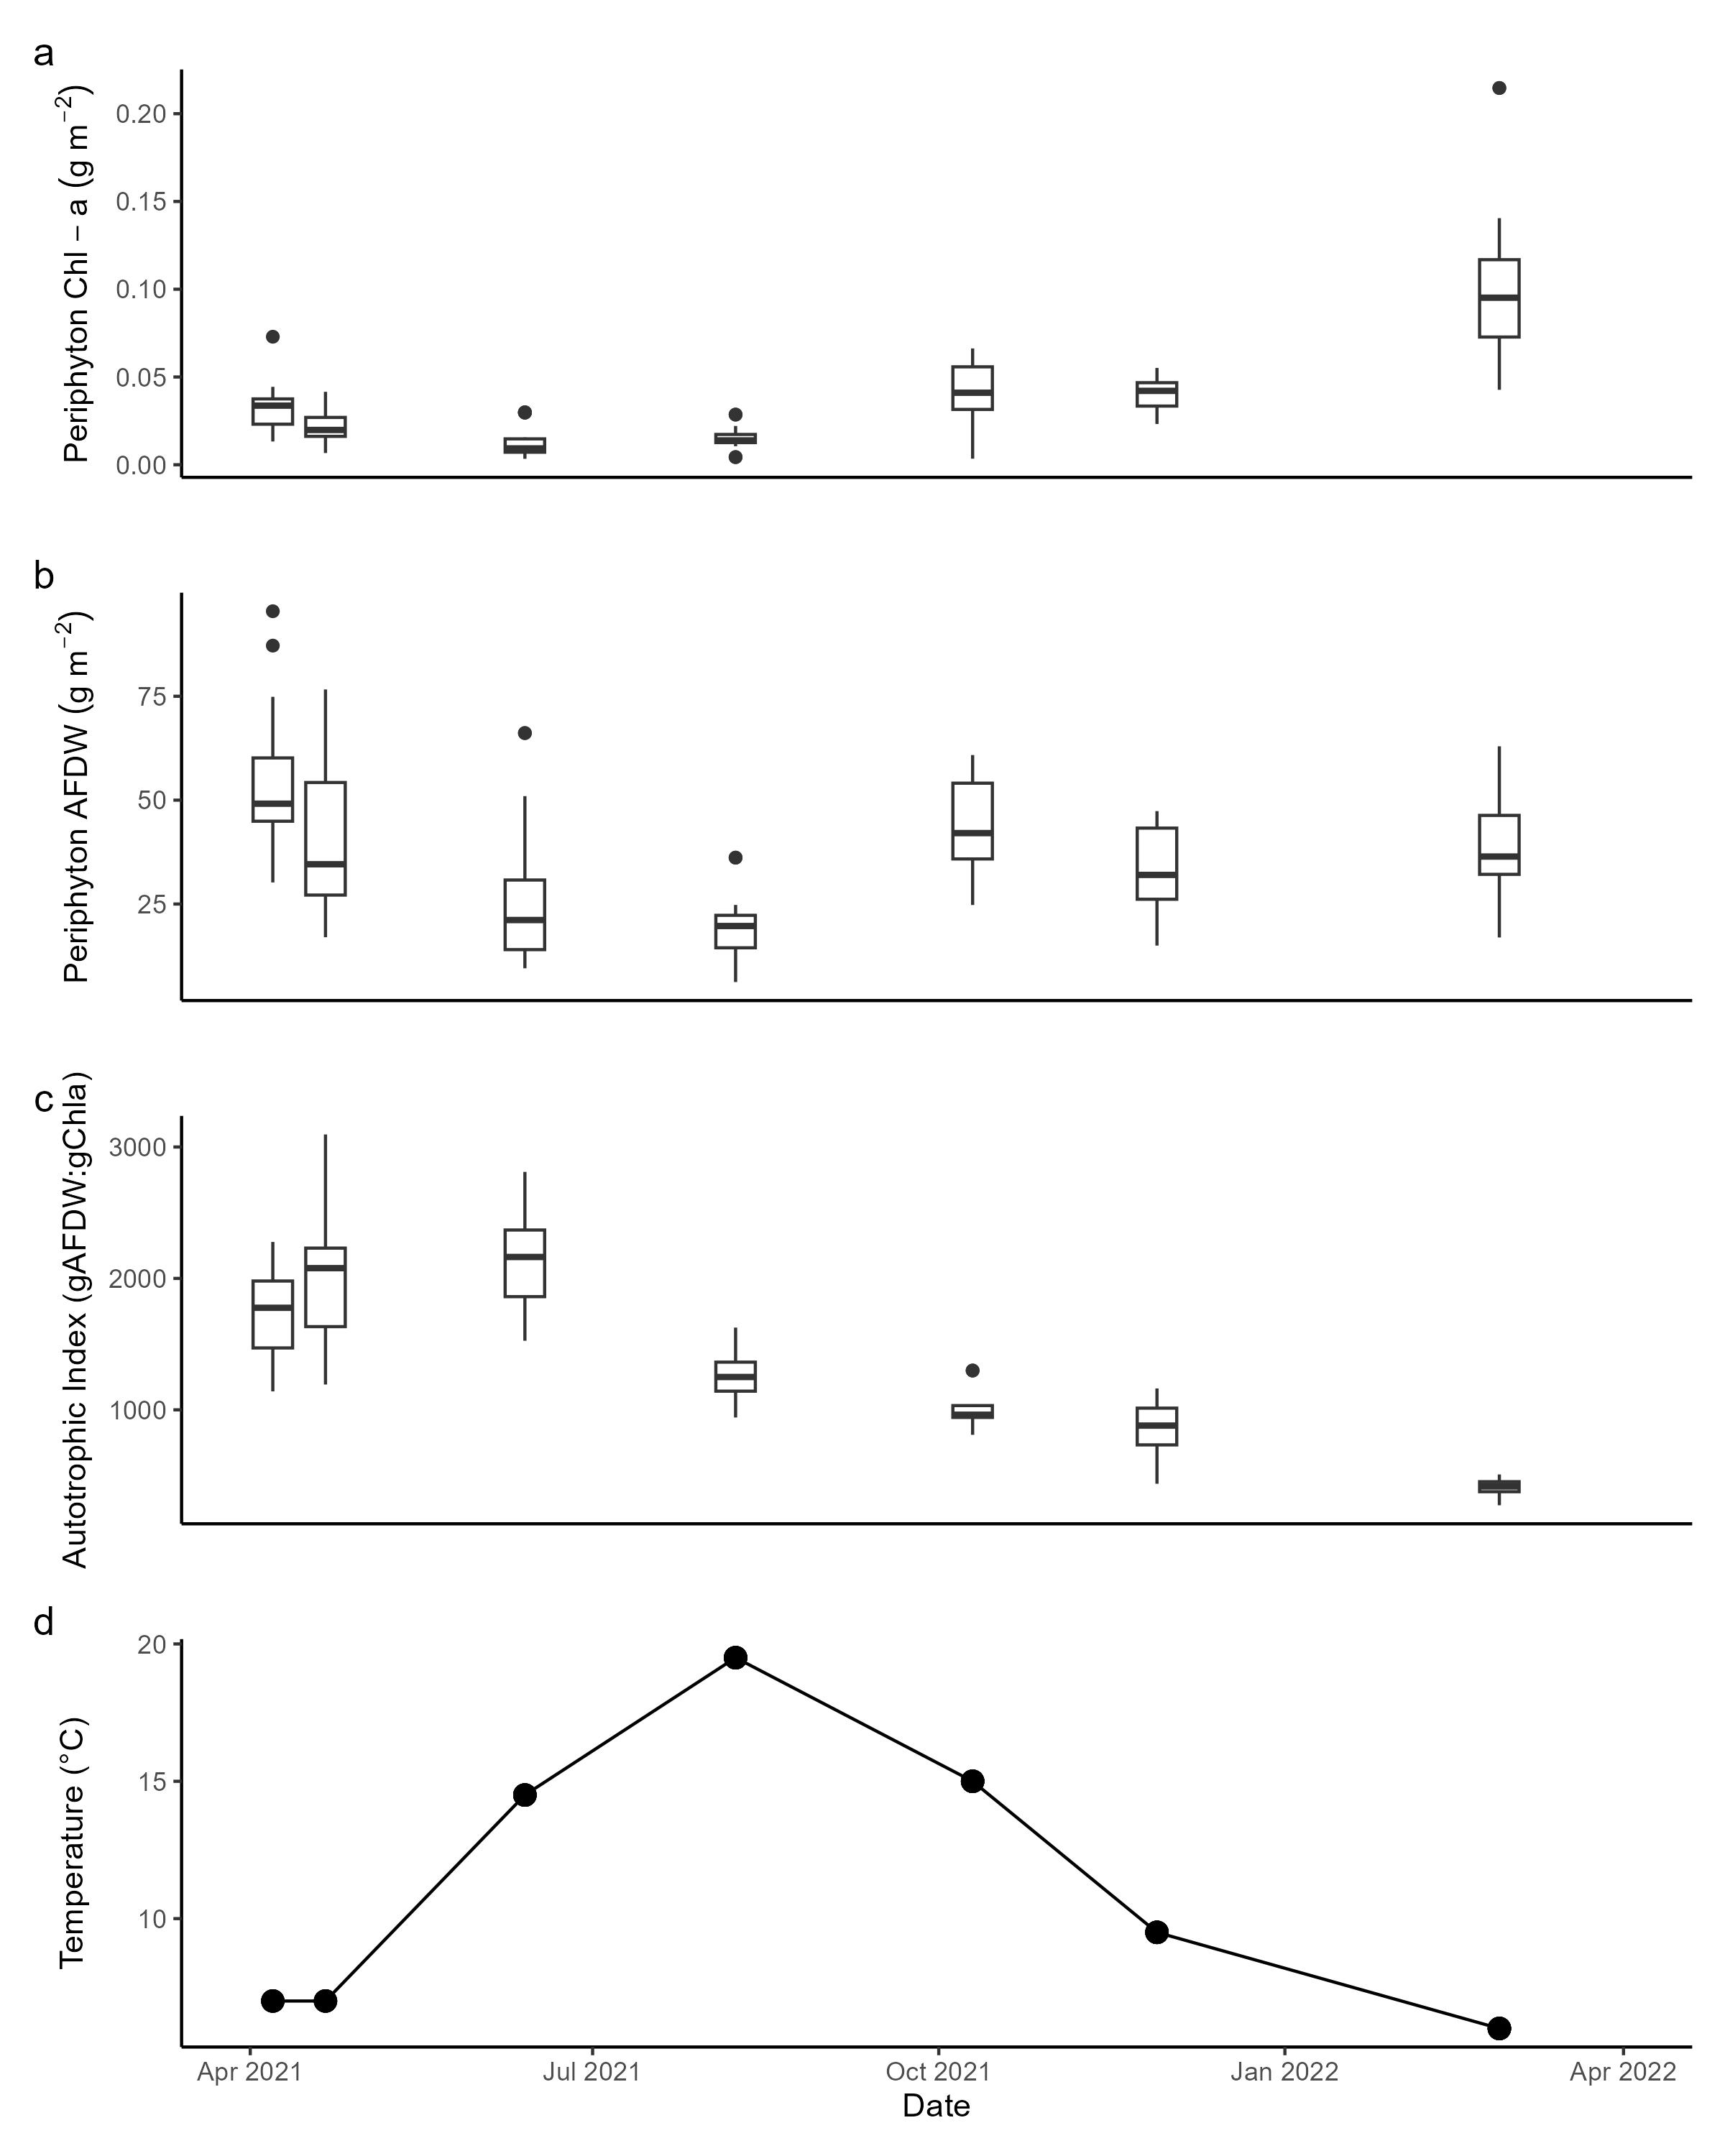 a
Periphyton Chl − a (g m⁻²)
0.20
0.15
0.10
0.05
0.00
b
Periphyton AFDW (g m⁻²)
75
50
25
c
Autotrophic Index (gAFDW:gChla)
3000
2000
1000
d
Temperature (°C)
20
15
10
Apr 2021 Jul 2021 Oct 2021 Jan 2022 Apr 2022
Date